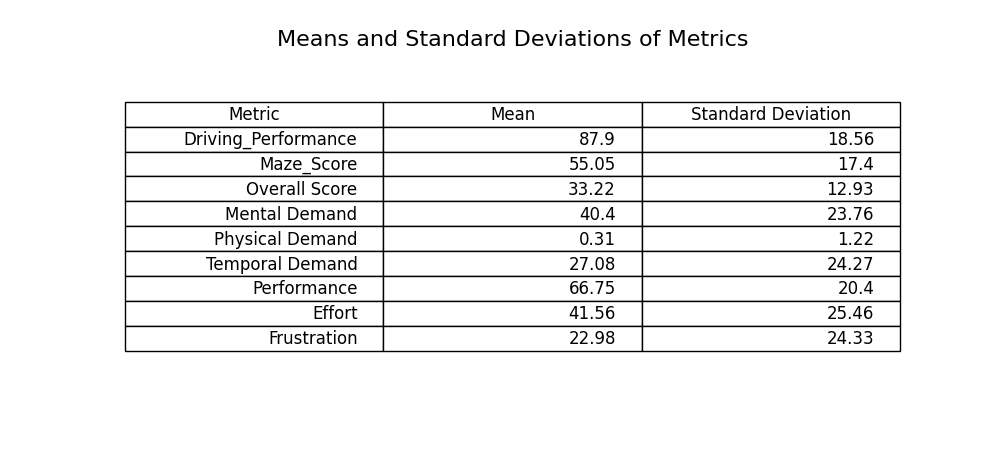 Means and Standard Deviations of Metrics
Metric Mean Standard Deviation
Driving_Performance 87.9 18.56
Maze_Score 55.05 17.4
Overall Score 33.22 12.93
Mental Demand 40.4 23.76
Physical Demand 0.31 1.22
Temporal Demand 27.08 24.27
Performance 66.75 20.4
Effort 41.56 25.46
Frustration 22.98 24.33